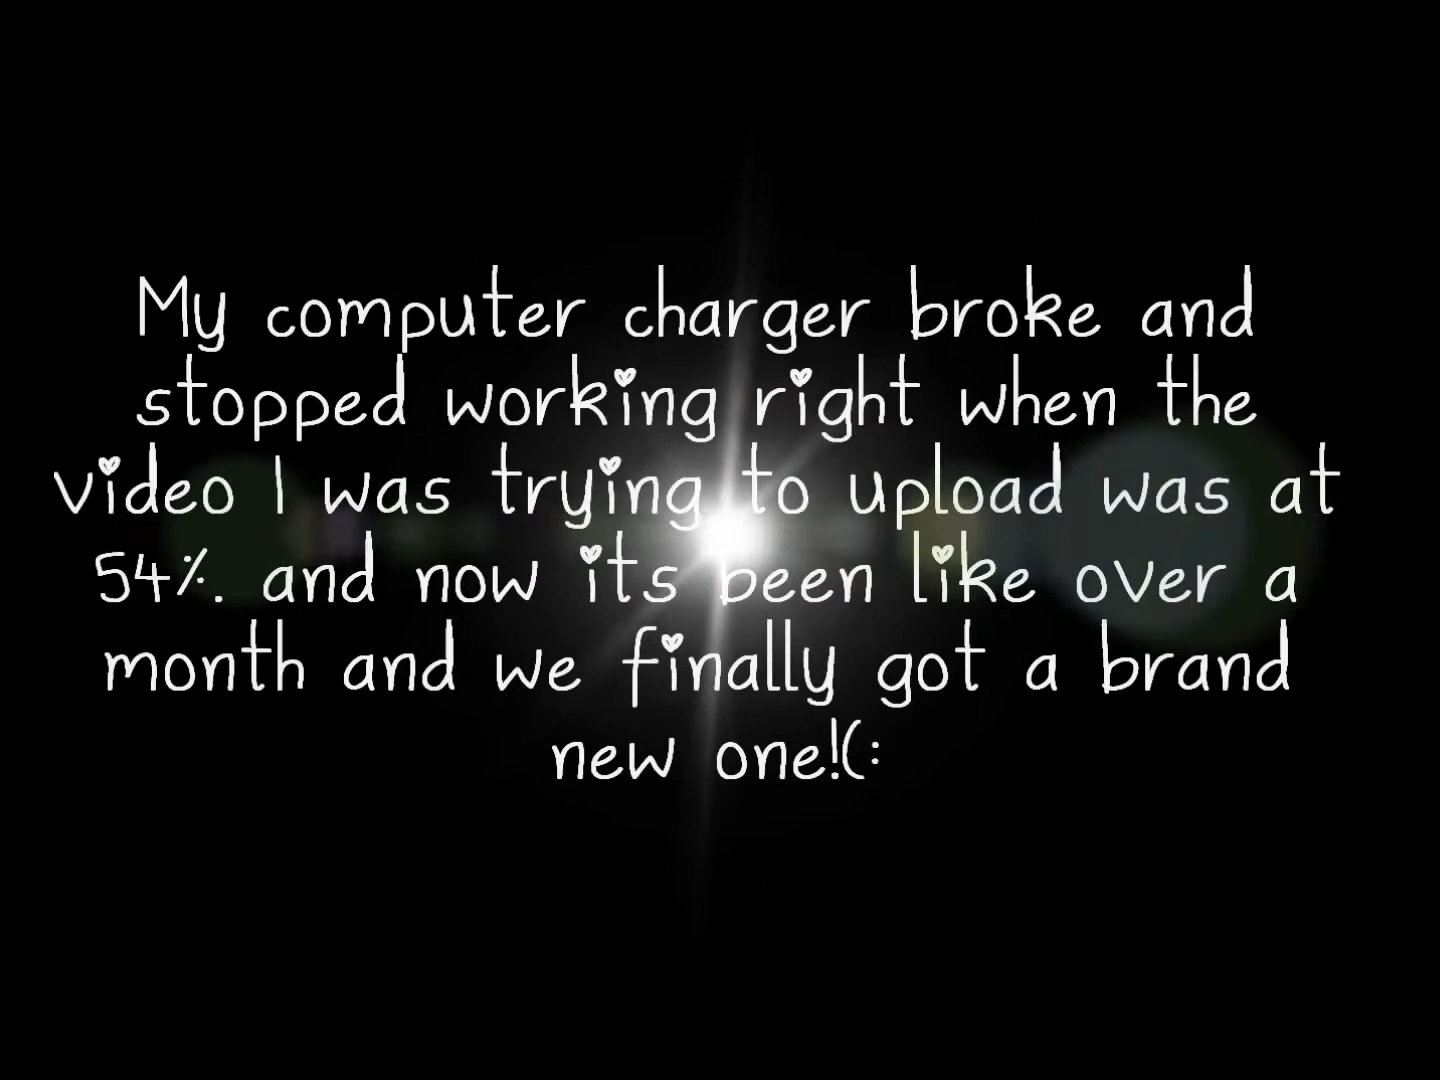 My computer charger broke and
stopped working right when the
video I was trying to upload was at
54%. and now its been like over a
month and we finally got a brand
new one!(: